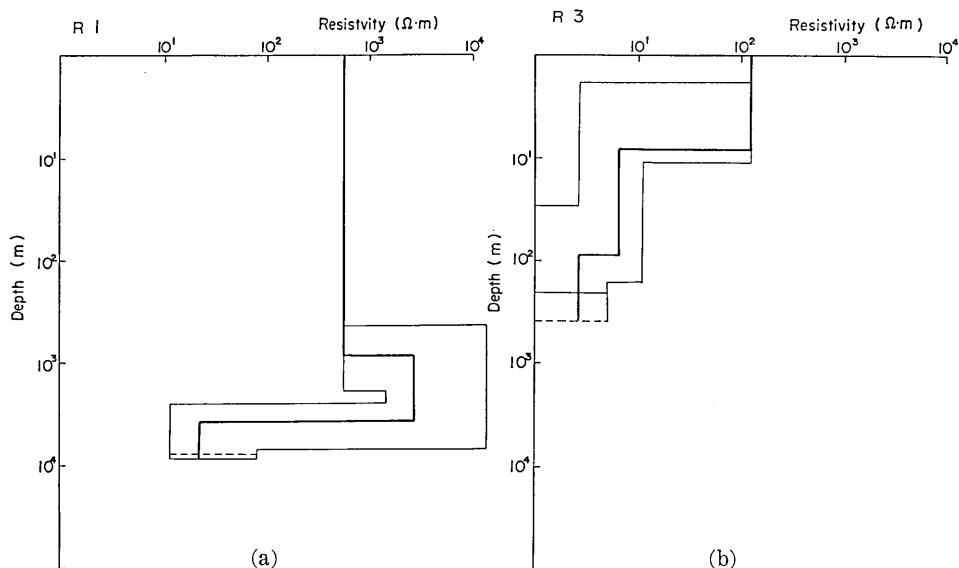 R 1
Resistvity (Ω·m)
10¹ 10² 10³ 10⁴
Depth (m)
10¹
10²
10³
10⁴
(a)
R 3
Resistivity (Ω·m)
10¹ 10² 10³ 10⁴
Depth (m)
10¹
10²
10³
10⁴
(b)